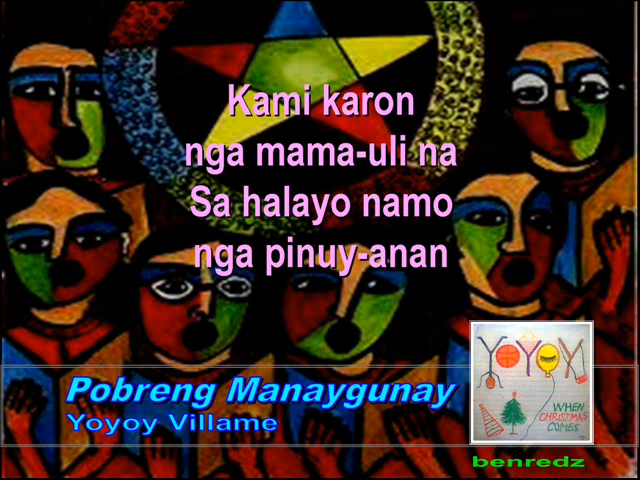 Kami karon
nga mama-uli na
Sa halayo namo
nga pinuy-anan
Pobreng Manaygunay
Yoyoy Villame
YOYOY
WHEN
CHRISTMAS
COMES
benredz